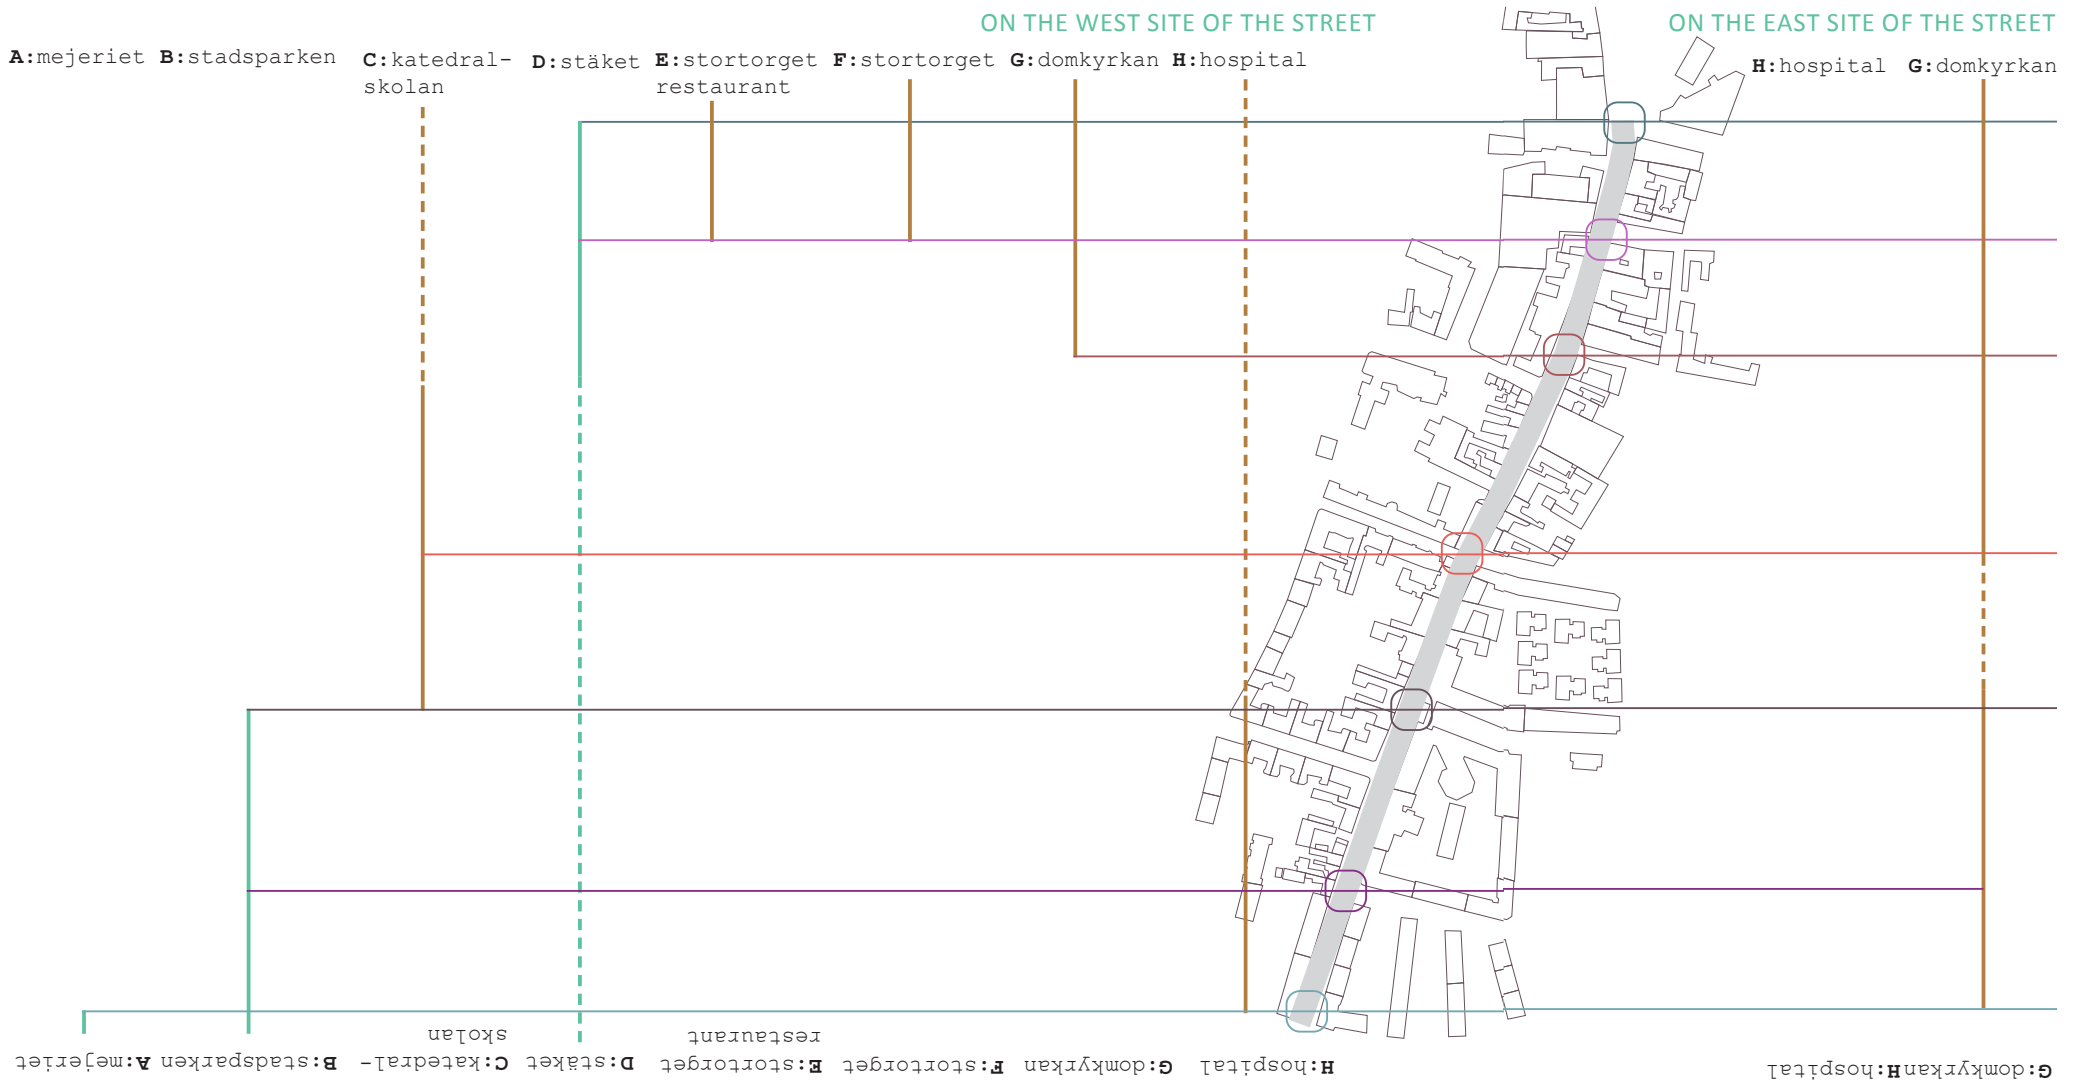 ON THE WEST SITE OF THE STREET
ON THE EAST SITE OF THE STREET
A:mejeriet
B:stadsparken
C:katedral-
skolan
D:stäket
E:stortorget
restaurant
F:stortorget
G:domkyrkan
H:hospital
H:hospital
G:domkyrkan
A:mejeriet
B:stadsparken
C:katedral-
skolan
D:stäket
E:stortorget
restaurant
F:stortorget
G:domkyrkan
H:hospital
H:hospital
G:domkyrkan